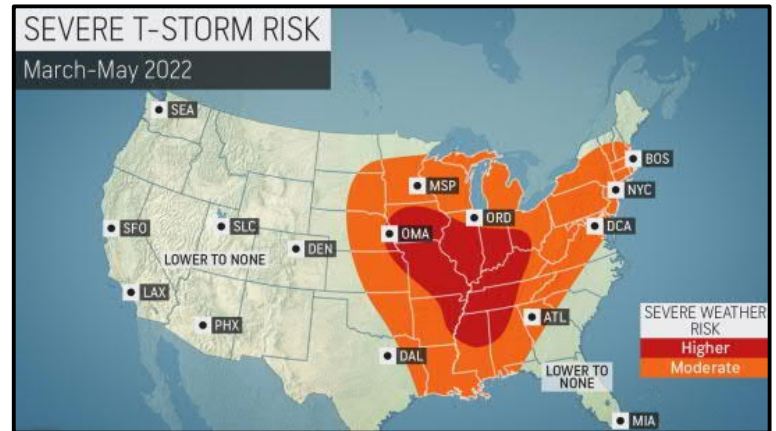 SEVERE T-STORM RISK
March-May 2022
SEA
BOS
MSP
NYC
ORD
SFO
SLC
OMA
DCA
DEN
LOWER TO NONE
LAX
PHX
ATL
SEVERE WEATHER
RISK
Higher
Moderate
DAL
LOWER TO
NONE
MIA